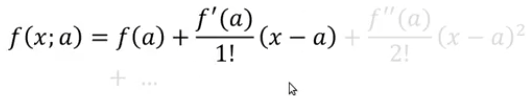 f(x; a) = f(a) + f′(a)/1! (x − a) + f″(a)/2! (x − a)²
+ ...